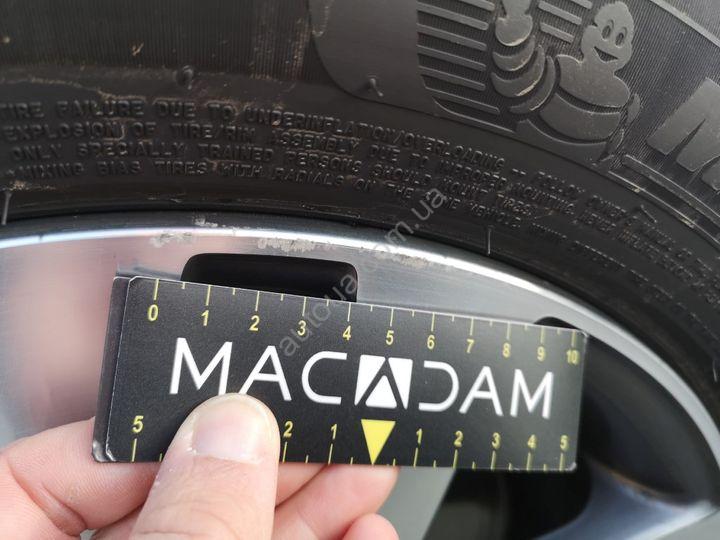 TIRE FAILURE DUE TO UNDERINFLATION/OVERLOADING
EXPLOSION OF TIRE/RIM ASSEMBLY DUE TO IMPROPER MOUNTING.
ONLY SPECIALLY TRAINED PERSONS SHOULD MOUNT TIRES.
MIXING BIAS TIRES WITH RADIALS ON THE
autoua.com.ua
0 1 2 3 4 5 6 7 8 9 10
MACADAM
5 2 1 1 2 3 4 5